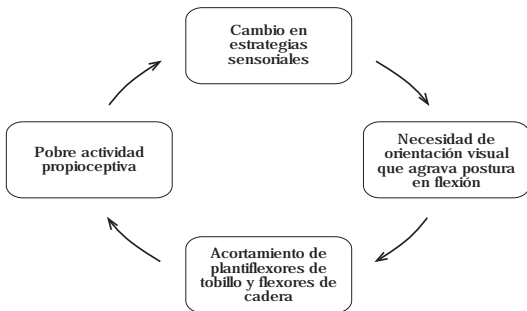 Cambio en
estrategias
sensoriales
Necesidad de
orientación visual
que agrava postura
en flexión
Acortamiento de
plantiflexores de
tobillo y flexores de
cadera
Pobre actividad
propioceptiva